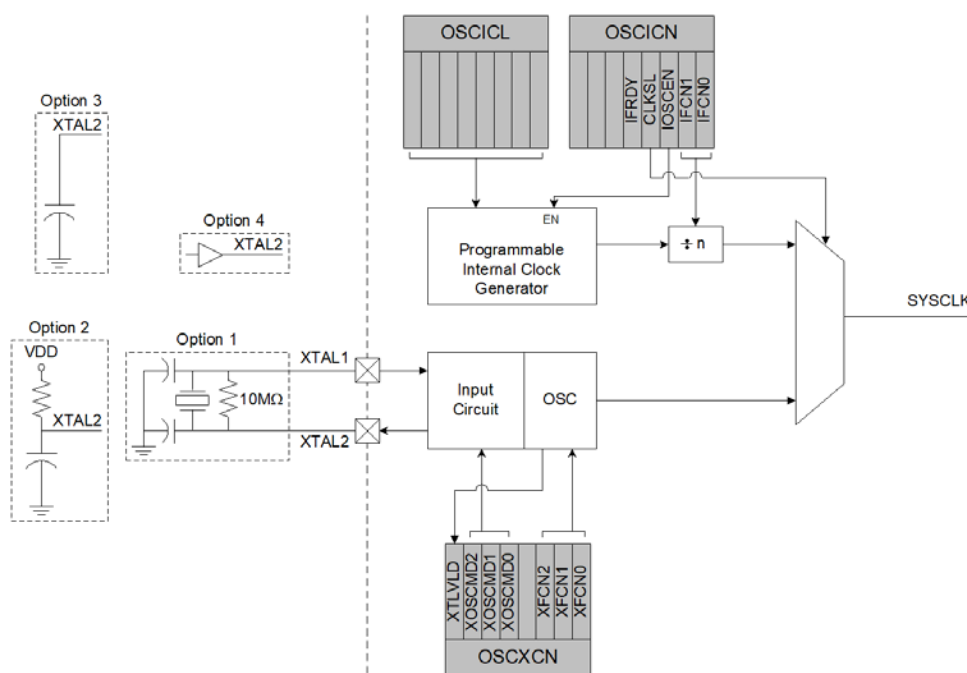 OSCICL
OSCICN
IFRDY
CLKSL
IOSCEN
IFCN1
IFCN0
Option 3
XTAL2
Option 4
XTAL2
EN
Programmable
Internal Clock
Generator
÷ n
SYSCLK
Option 2
VDD
XTAL2
Option 1
10MΩ
XTAL1
XTAL2
Input
Circuit
OSC
XTLVLD
XOSCMD2
XOSCMD1
XOSCMD0
XFCN2
XFCN1
XFCN0
OSCXCN